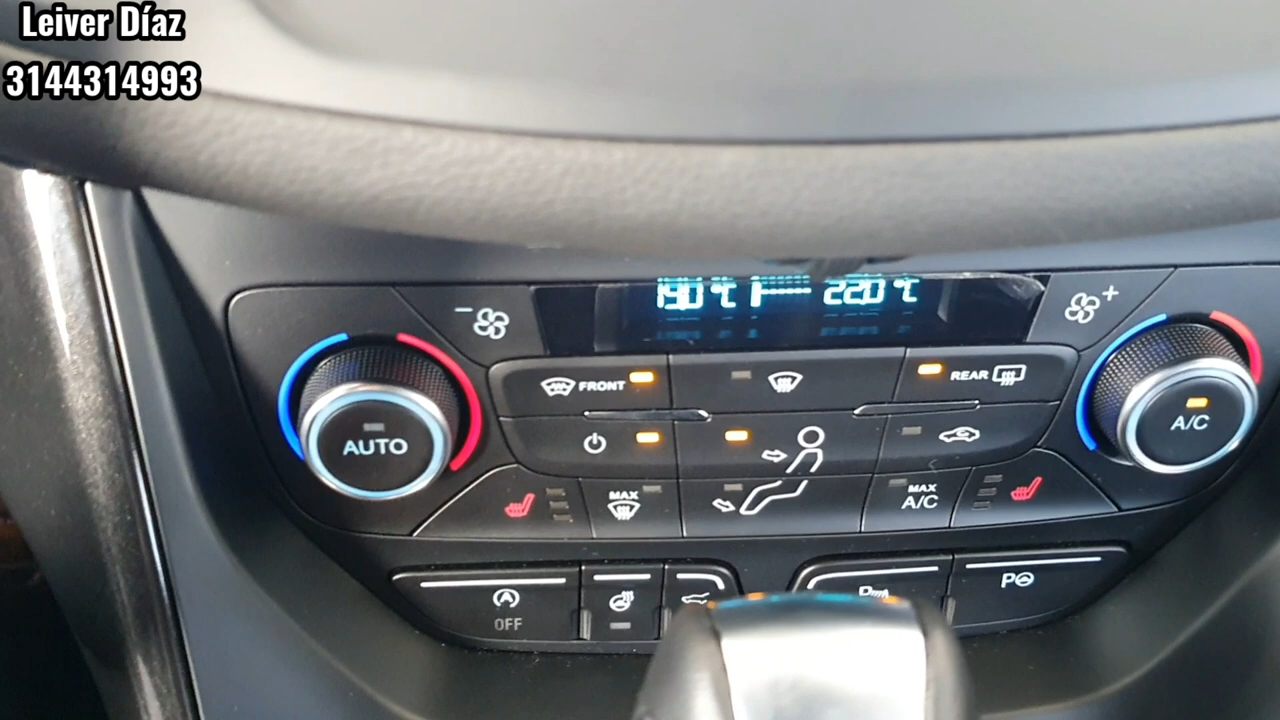 Leiver Díaz
3144314993
19.0 °C 22.0 °C
FRONT
REAR
AUTO
A/C
MAX
MAX
A/C
OFF
P